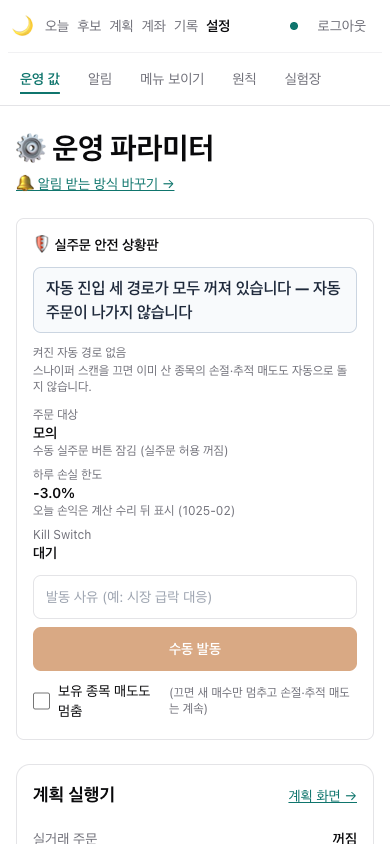 오늘 후보 계획 계좌 기록 설정 로그아웃
운영 값 알림 메뉴 보이기 원칙 실험장
운영 파라미터
알림 받는 방식 바꾸기 →
실주문 안전 상황판
자동 진입 세 경로가 모두 꺼져 있습니다 — 자동
주문이 나가지 않습니다
켜진 자동 경로 없음
스나이퍼 스캔을 끄면 이미 산 종목의 손절·추적 매도도 자동으로 돌
지 않습니다.
주문 대상
모의
수동 실주문 버튼 잠김 (실주문 허용 꺼짐)
하루 손실 한도
-3.0%
오늘 손익은 계산 수리 뒤 표시 (1025-02)
Kill Switch
대기
발동 사유 (예: 시장 급락 대응)
수동 발동
보유 종목 매도도
멈춤
(끄면 새 매수만 멈추고 손절·추적 매도
는 계속)
계획 실행기 계획 화면 →
실거래 주문 꺼짐